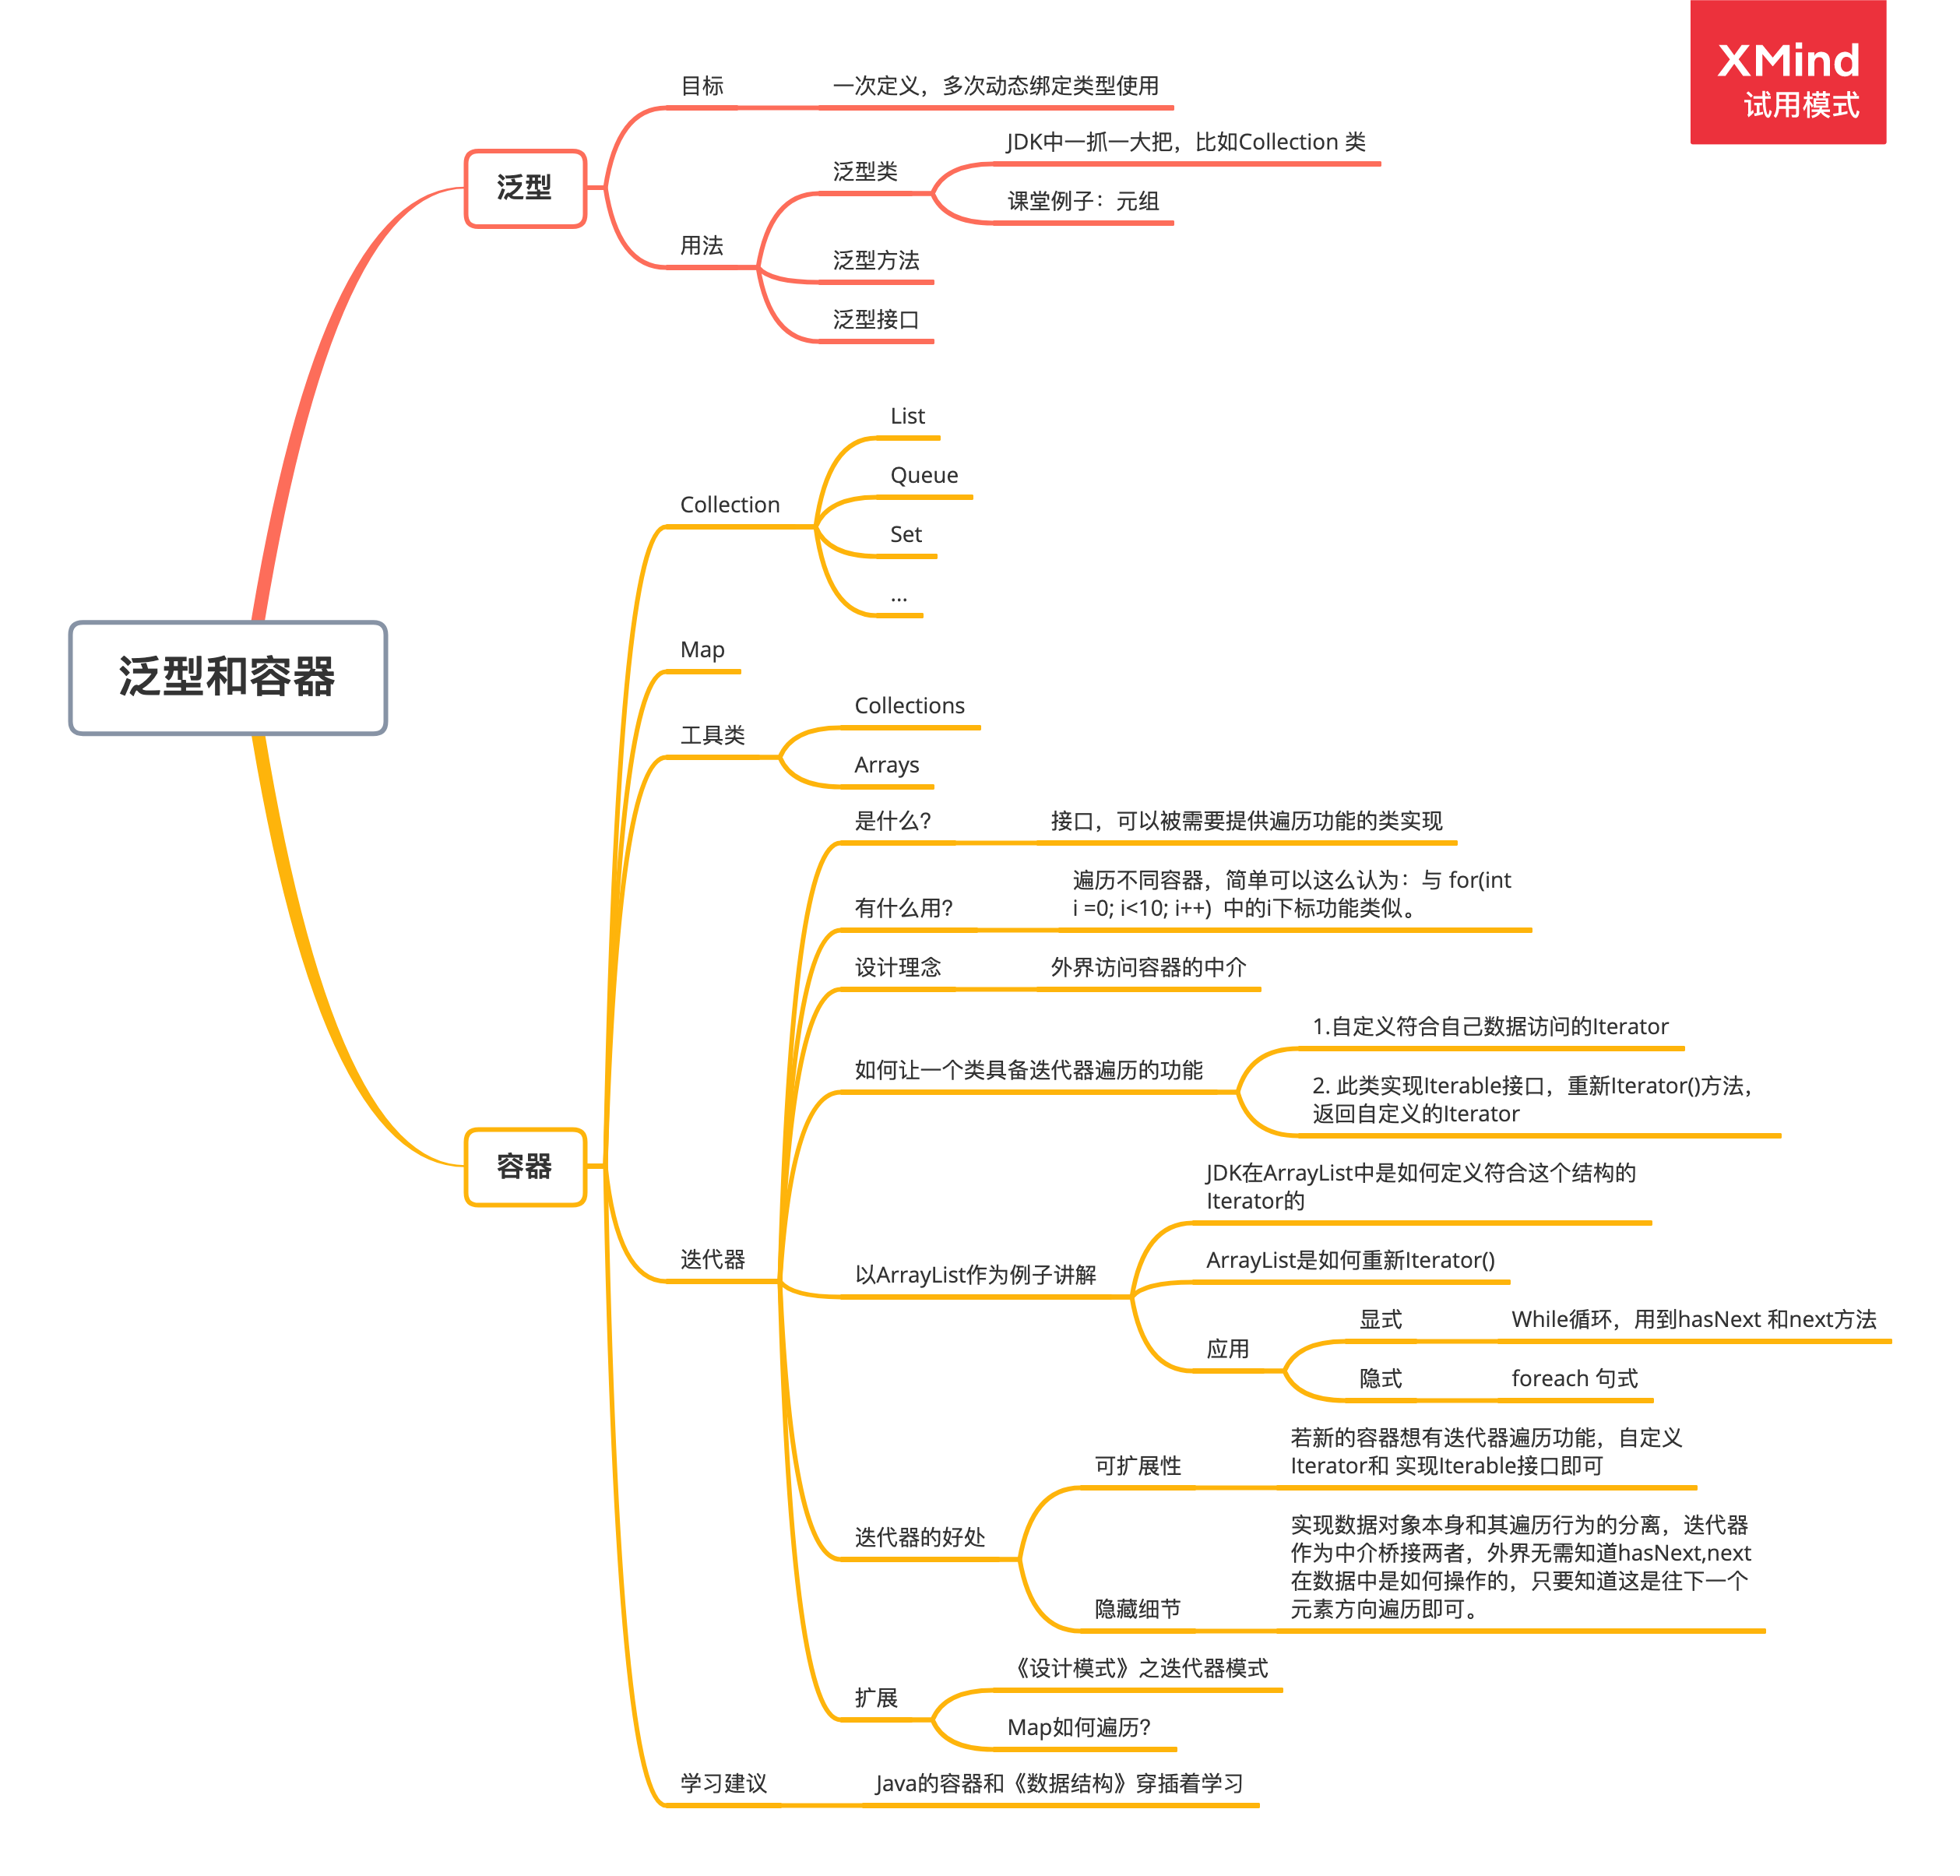 XMind
试用模式
泛型和容器
泛型
目标
一次定义，多次动态绑定类型使用
用法
泛型类
JDK中一抓一大把，比如Collection 类
课堂例子：元组
泛型方法
泛型接口
容器
Collection
List
Queue
Set
...
Map
工具类
Collections
Arrays
迭代器
是什么？
接口，可以被需要提供遍历功能的类实现
有什么用？
遍历不同容器，简单可以这么认为：与 for(int
i =0; i<10; i++)  中的i下标功能类似。
设计理念
外界访问容器的中介
如何让一个类具备迭代器遍历的功能
1.自定义符合自己数据访问的Iterator
2. 此类实现Iterable接口，重新Iterator()方法，
返回自定义的Iterator
以ArrayList作为例子讲解
JDK在ArrayList中是如何定义符合这个结构的
Iterator的
ArrayList是如何重新Iterator()
应用
显式
While循环，用到hasNext 和next方法
隐式
foreach 句式
迭代器的好处
可扩展性
若新的容器想有迭代器遍历功能，自定义
Iterator和 实现Iterable接口即可
隐藏细节
实现数据对象本身和其遍历行为的分离，迭代器
作为中介桥接两者，外界无需知道hasNext,next
在数据中是如何操作的，只要知道这是往下一个
元素方向遍历即可。
扩展
《设计模式》之迭代器模式
Map如何遍历？
学习建议
Java的容器和《数据结构》穿插着学习